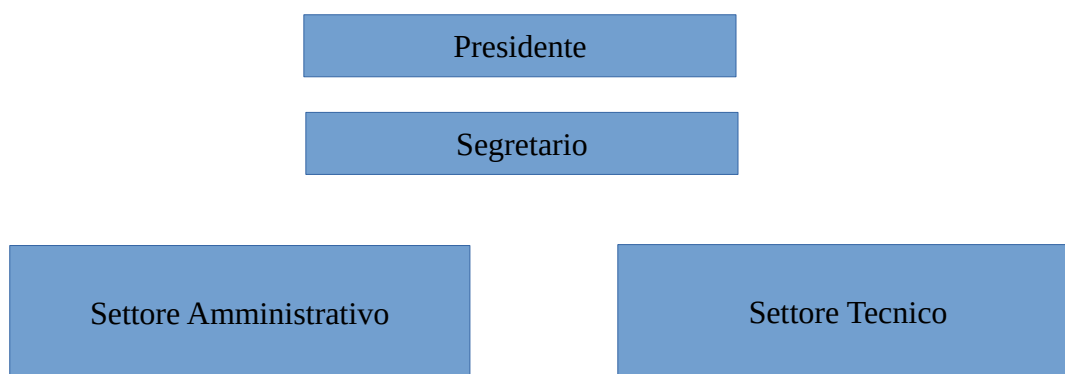 Presidente
Segretario
Settore Amministrativo
Settore Tecnico